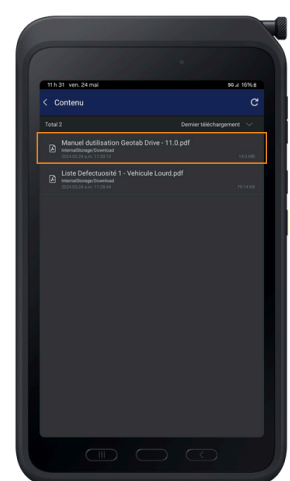 11 h 31 ven. 24 mai 5G 16%
Contenu
Total 2 Dernier téléchargement
Manuel dutilisation Geotab Drive - 11.0.pdf
InternalStorage/Download
Liste Defectuosité 1 - Vehicule Lourd.pdf
InternalStorage/Download